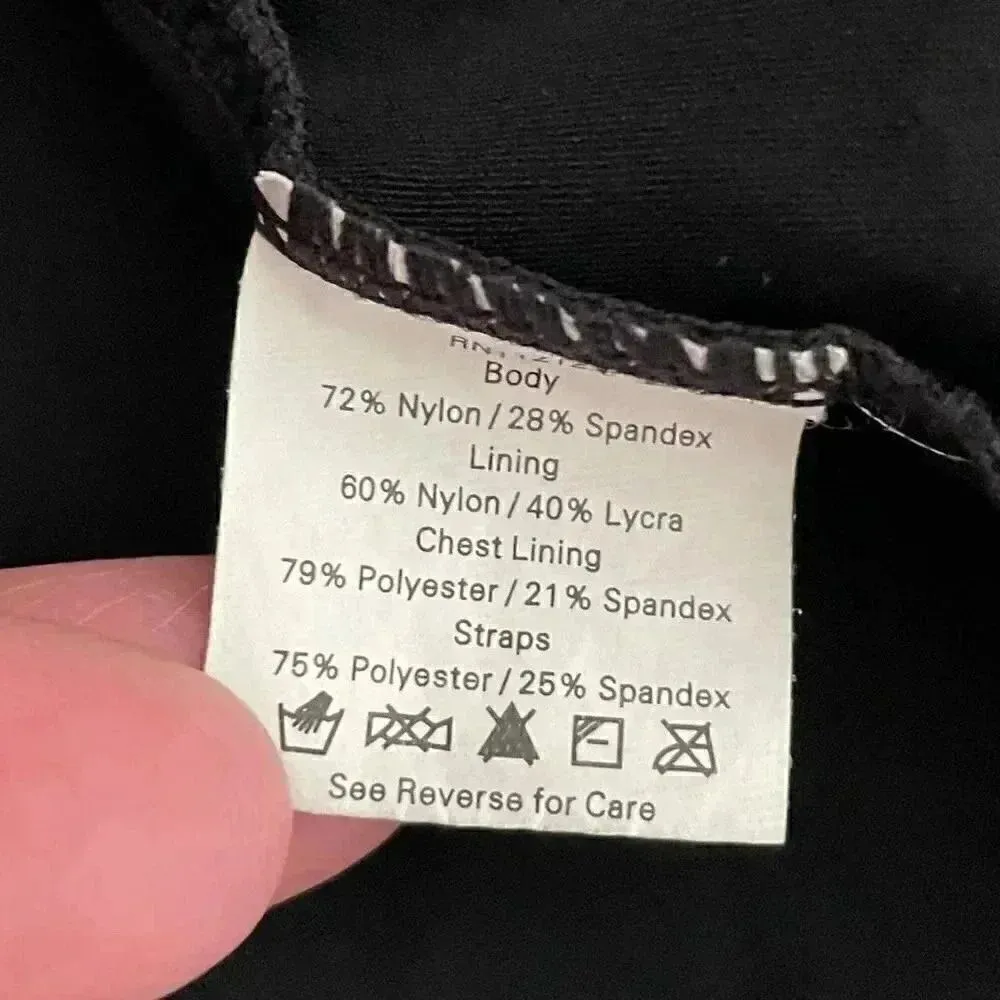 Body
72% Nylon / 28% Spandex
Lining
60% Nylon / 40% Lycra
Chest Lining
79% Polyester / 21% Spandex
Straps
75% Polyester / 25% Spandex
See Reverse for Care